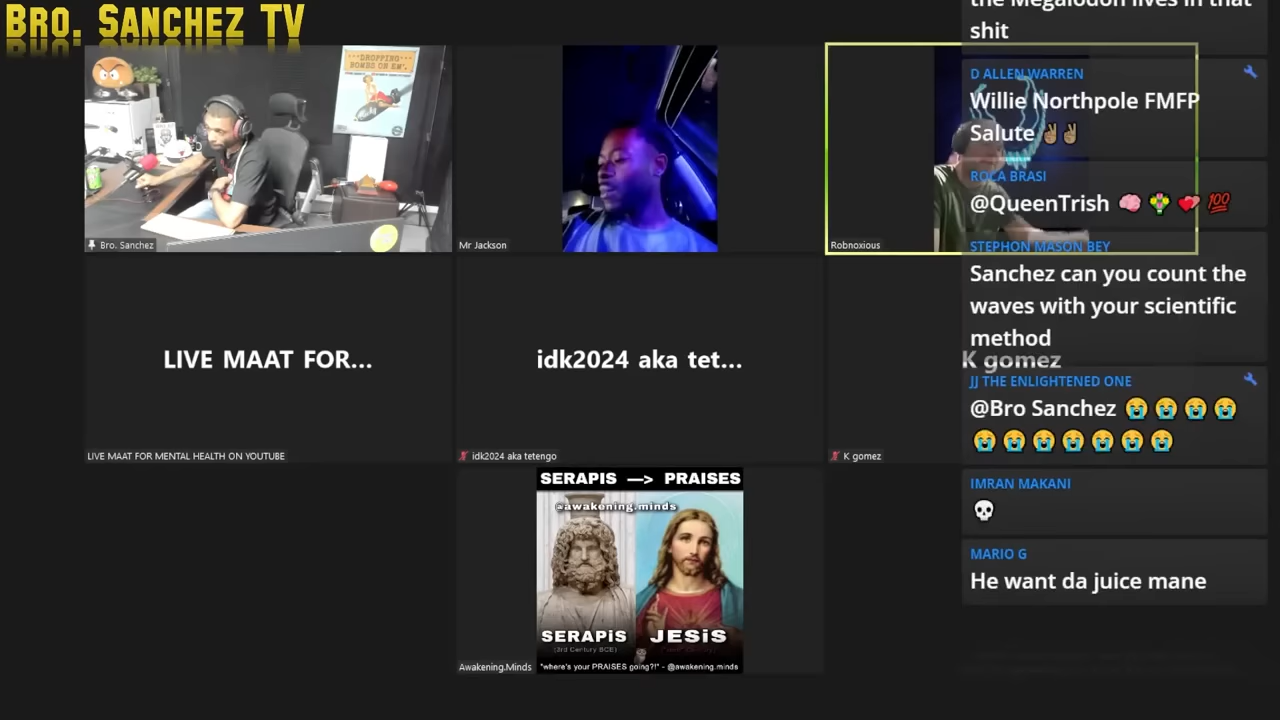 BRO. SANCHEZ TV
"DROPPING
BOMBS ON EM".
Bro. Sanchez
Mr Jackson
Robnoxious
LIVE MAAT FOR...
LIVE MAAT FOR MENTAL HEALTH ON YOUTUBE
idk2024 aka tet...
idk2024 aka tetengo
K gomez
K gomez
SERAPIS —> PRAISES
@awakening.minds
SERAPiS
JESiS
(3rd Century BCE)
"where's your PRAISES going?!" - @awakening.minds
Awakening.Minds
the Megalodon lives in that
shit
D ALLEN WARREN
Willie Northpole FMFP
Salute ✌🏽✌🏽
ROCA BRASI
@QueenTrish 🧠 💐 💝 💯
STEPHON MASON BEY
Sanchez can you count the
waves with your scientific
method
JJ THE ENLIGHTENED ONE
@Bro Sanchez 😭 😭 😭 😭
😭 😭 😭 😭 😭 😭 😭
IMRAN MAKANI
💀
MARIO G
He want da juice mane